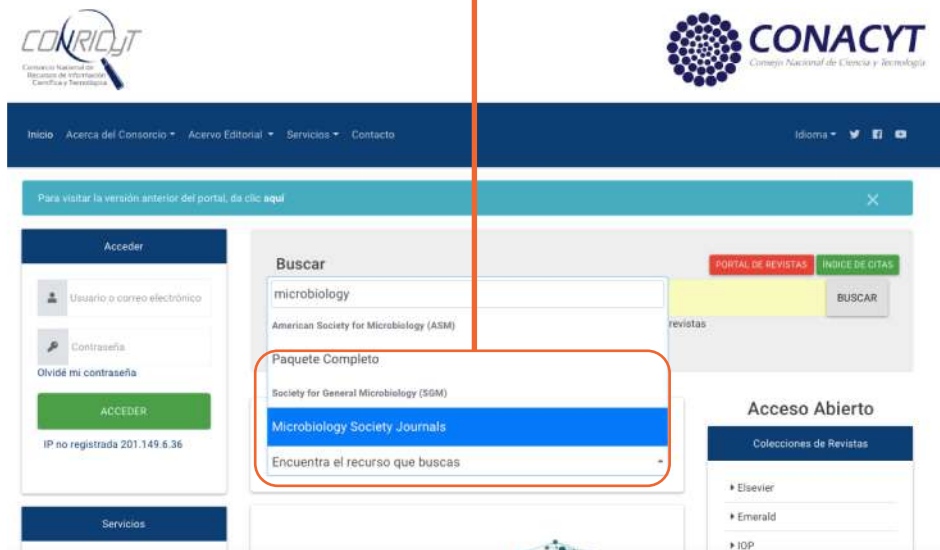 CONRICyT
Consorcio Nacional de
Recursos de Información
Científica y Tecnológica
CONACYT
Consejo Nacional de Ciencia y Tecnología
Inicio Acerca del Consorcio Acervo Editorial Servicios Contacto
Idioma
Para visitar la versión anterior del portal, da clic aquí
Acceder
Usuario o correo electrónico
Contraseña
Olvidé mi contraseña
ACCEDER
IP no registrada 201.149.6.36
Servicios
Buscar
PORTAL DE REVISTAS
ÍNDICE DE CITAS
microbiology
BUSCAR
American Society for Microbiology (ASM)
revistas
Paquete Completo
Society for General Microbiology (SGM)
Microbiology Society Journals
Encuentra el recurso que buscas
Acceso Abierto
Colecciones de Revistas
Elsevier
Emerald
IOP